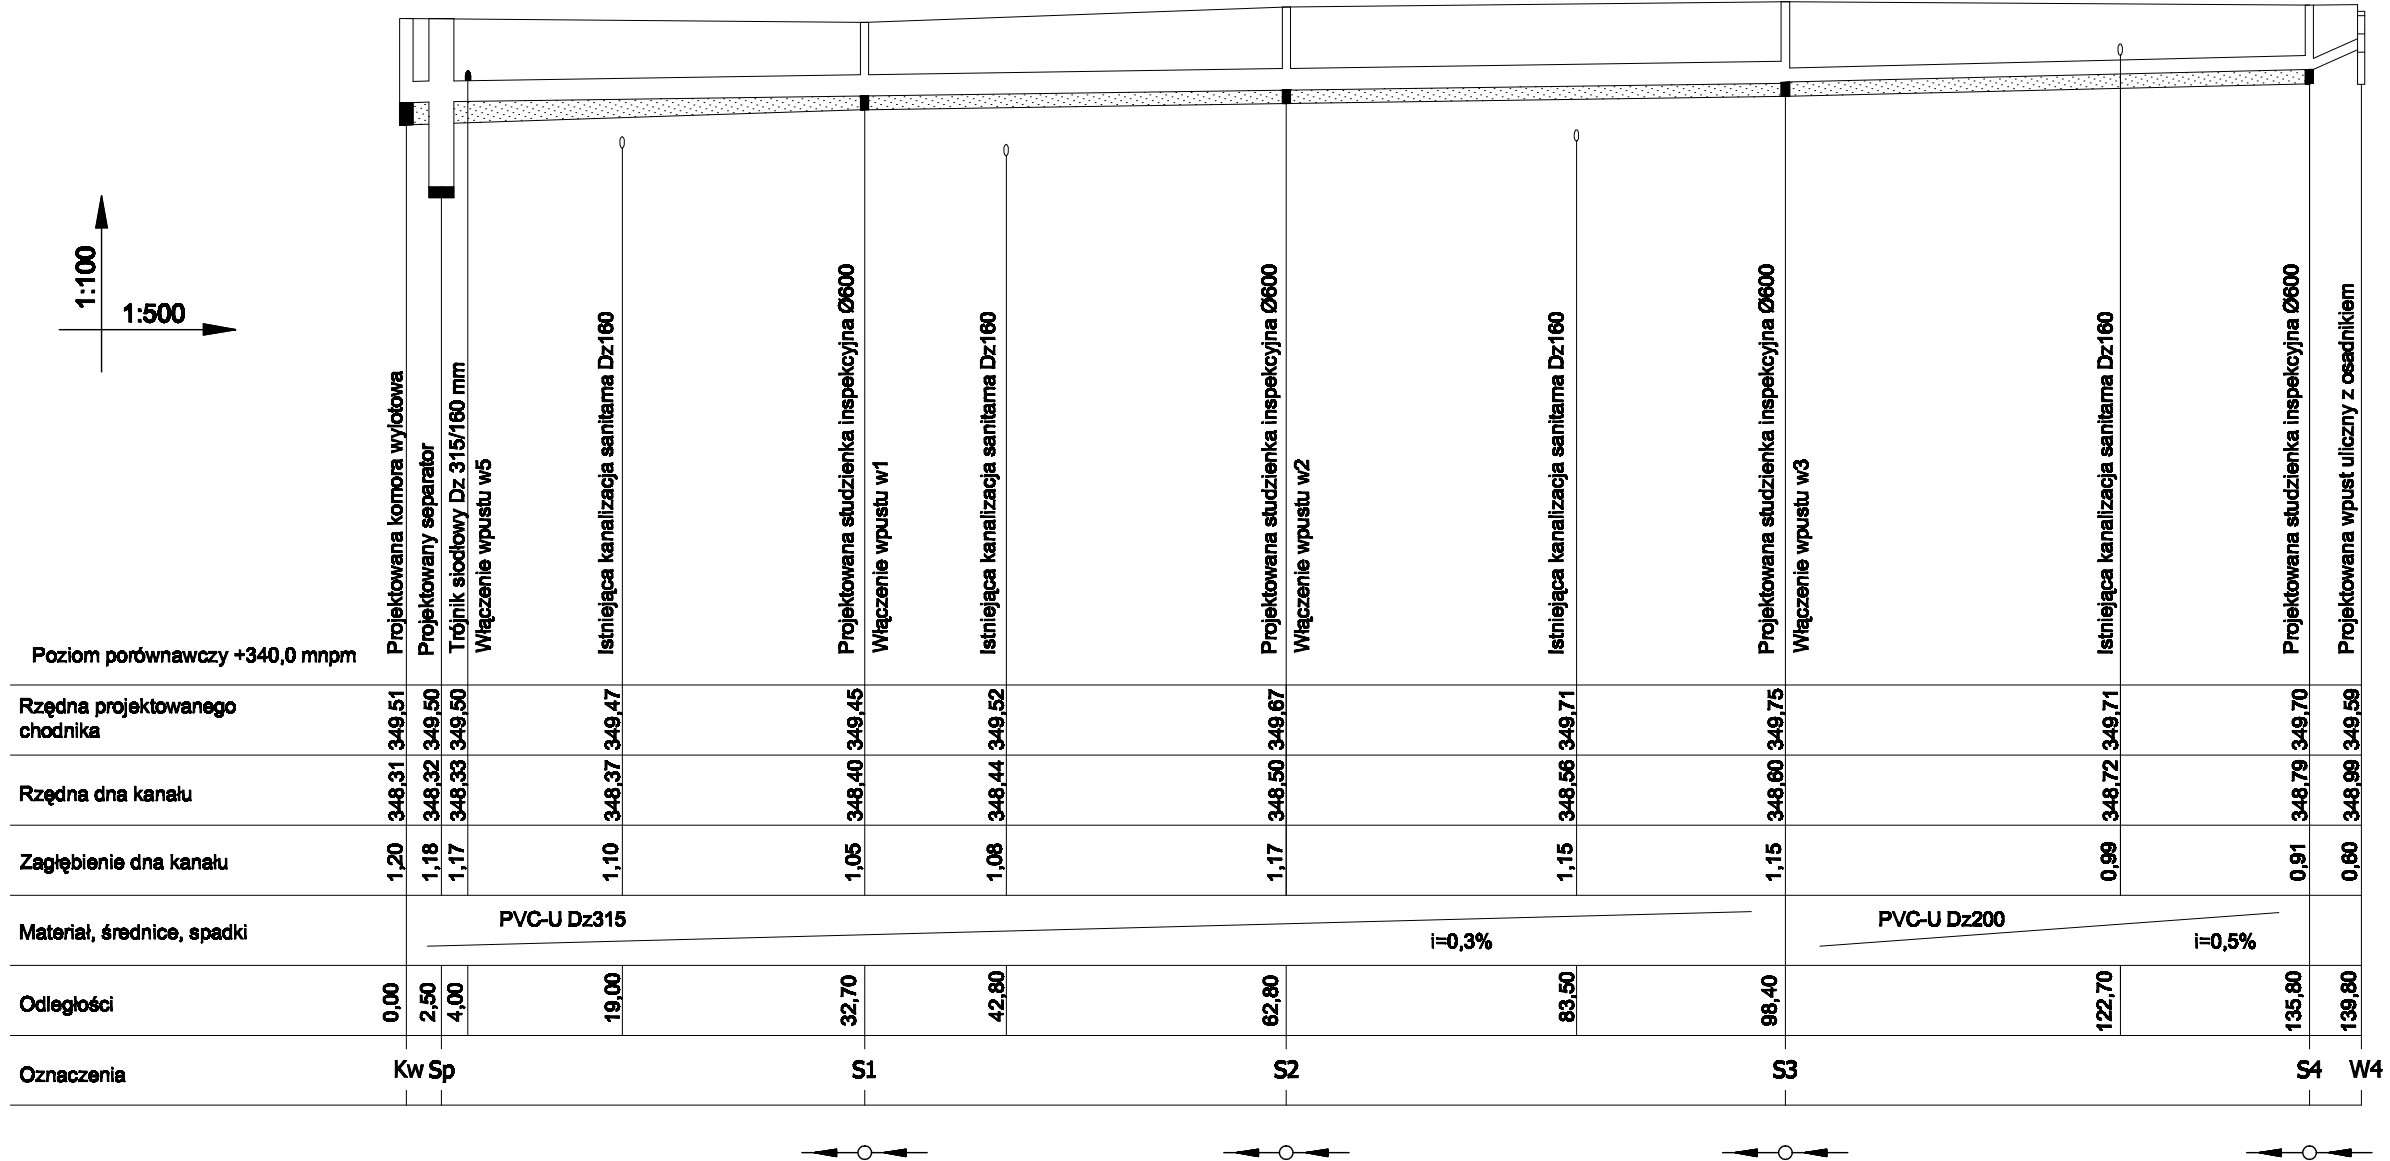 1:100
1:500
Projektowana komora wylotowa
Projektowany separator
Trójnik siodłowy Dz 315/160 mm
Włączenie wpustu w5
Istniejąca kanalizacja sanitarna Dz160
Projektowana studzienka inspekcyjna Ø600
Włączenie wpustu w1
Istniejąca kanalizacja sanitarna Dz160
Projektowana studzienka inspekcyjna Ø600
Włączenie wpustu w2
Istniejąca kanalizacja sanitarna Dz160
Projektowana studzienka inspekcyjna Ø600
Włączenie wpustu w3
Istniejąca kanalizacja sanitarna Dz160
Projektowana studzienka inspekcyjna Ø600
Projektowana wpust uliczny z osadnikiem
Poziom porównawczy +340,0 mnpm
Rzędna projektowanego
chodnika
349,51 349,50 349,50 349,47 349,45 349,52 349,67 349,71 349,75 349,71 349,70 349,59
Rzędna dna kanału
348,31 348,32 348,33 348,37 348,40 348,44 348,50 348,56 348,60 348,72 348,79 348,99
Zagłębienie dna kanału
1,20 1,18 1,17 1,10 1,05 1,08 1,17 1,15 1,15 0,99 0,91 0,60
Materiał, średnice, spadki
PVC-U Dz315 i=0,3% PVC-U Dz200 i=0,5%
Odległości
0,00 2,50 4,00 19,00 32,70 42,80 62,80 83,50 98,40 122,70 135,80 139,80
Oznaczenia
Kw Sp S1 S2 S3 S4 W4